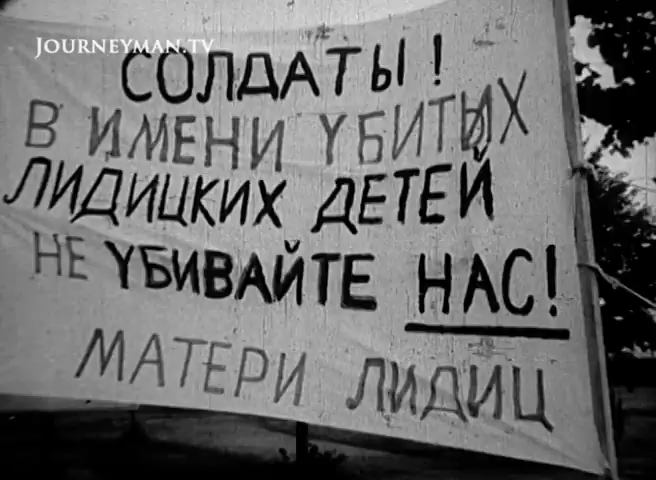 JOURNEYMAN.TV
СОЛДАТЫ!
В ИМЕНИ УБИТЫХ
ЛИДИЦКИХ ДЕТЕЙ
НЕ УБИВАЙТЕ НАС!
МАТЕРИ ЛИДИЦ